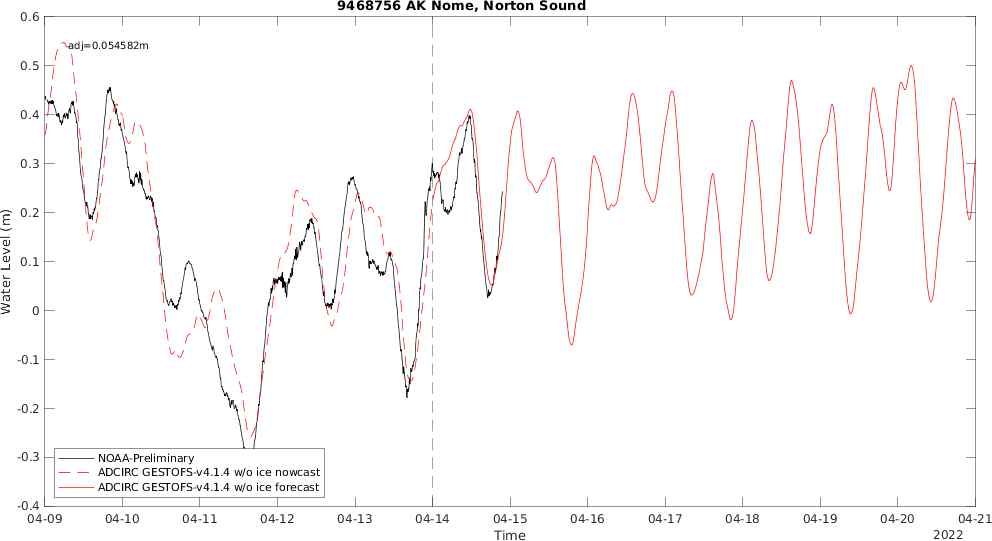 9468756 AK Nome, Norton Sound
adj=0.054582m
0.6
0.5
0.4
0.3
0.2
0.1
0
-0.1
-0.2
-0.3
-0.4
Water Level (m)
NOAA-Preliminary
ADCIRC GESTOFS-v4.1.4 w/o ice nowcast
ADCIRC GESTOFS-v4.1.4 w/o ice forecast
04-09 04-10 04-11 04-12 04-13 04-14 04-15 04-16 04-17 04-18 04-19 04-20 04-21
Time
2022